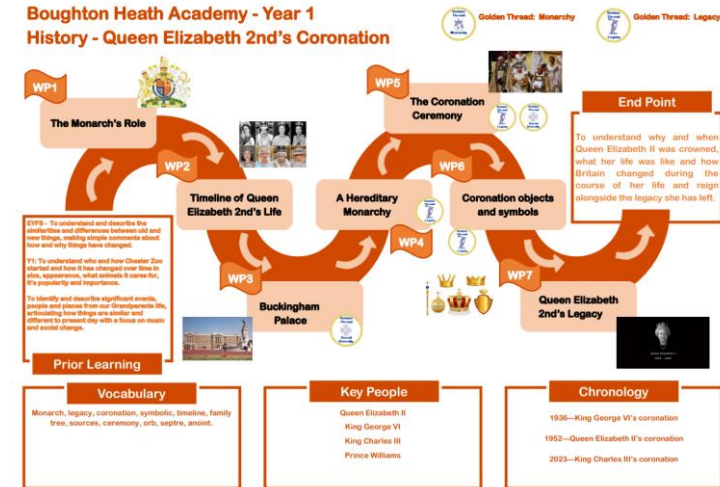 Boughton Heath Academy - Year 1
History - Queen Elizabeth 2nd's Coronation
Golden Thread: Monarchy
Golden Thread: Legacy
WP1
The Monarch's Role
WP2
Timeline of Queen
Elizabeth 2nd's Life
WP3
Buckingham
Palace
A Hereditary
Monarchy
WP4
WP5
The Coronation
Ceremony
WP6
Coronation objects
and symbols
WP7
Queen Elizabeth
2nd's Legacy
End Point
To understand why and when
Queen Elizabeth II was crowned,
what her life was like and how
Britain changed during the
course of her life and reign
alongside the legacy she has left.
EYFS - To understand and describe the
similarities and differences between old and
new things, making simple comments about
how and why things have changed.
Y1: To understand who and how Chester Zoo
started and how it has changed over time in
size, appearance, what animals it cares for,
it's popularity and importance.
To identify and describe significant events,
people and places from our Grandparents life,
articulating how things are similar and
different to present day with a focus on music
and social change.
Prior Learning
Vocabulary
Monarch, legacy, coronation, symbolic, timeline, family
tree, sources, ceremony, orb, septre, anoint.
Key People
Queen Elizabeth II
King George VI
King Charles III
Prince Williams
Chronology
1936—King George VI's coronation
1952—Queen Elizabeth II's coronation
2023—King Charles III's coronation